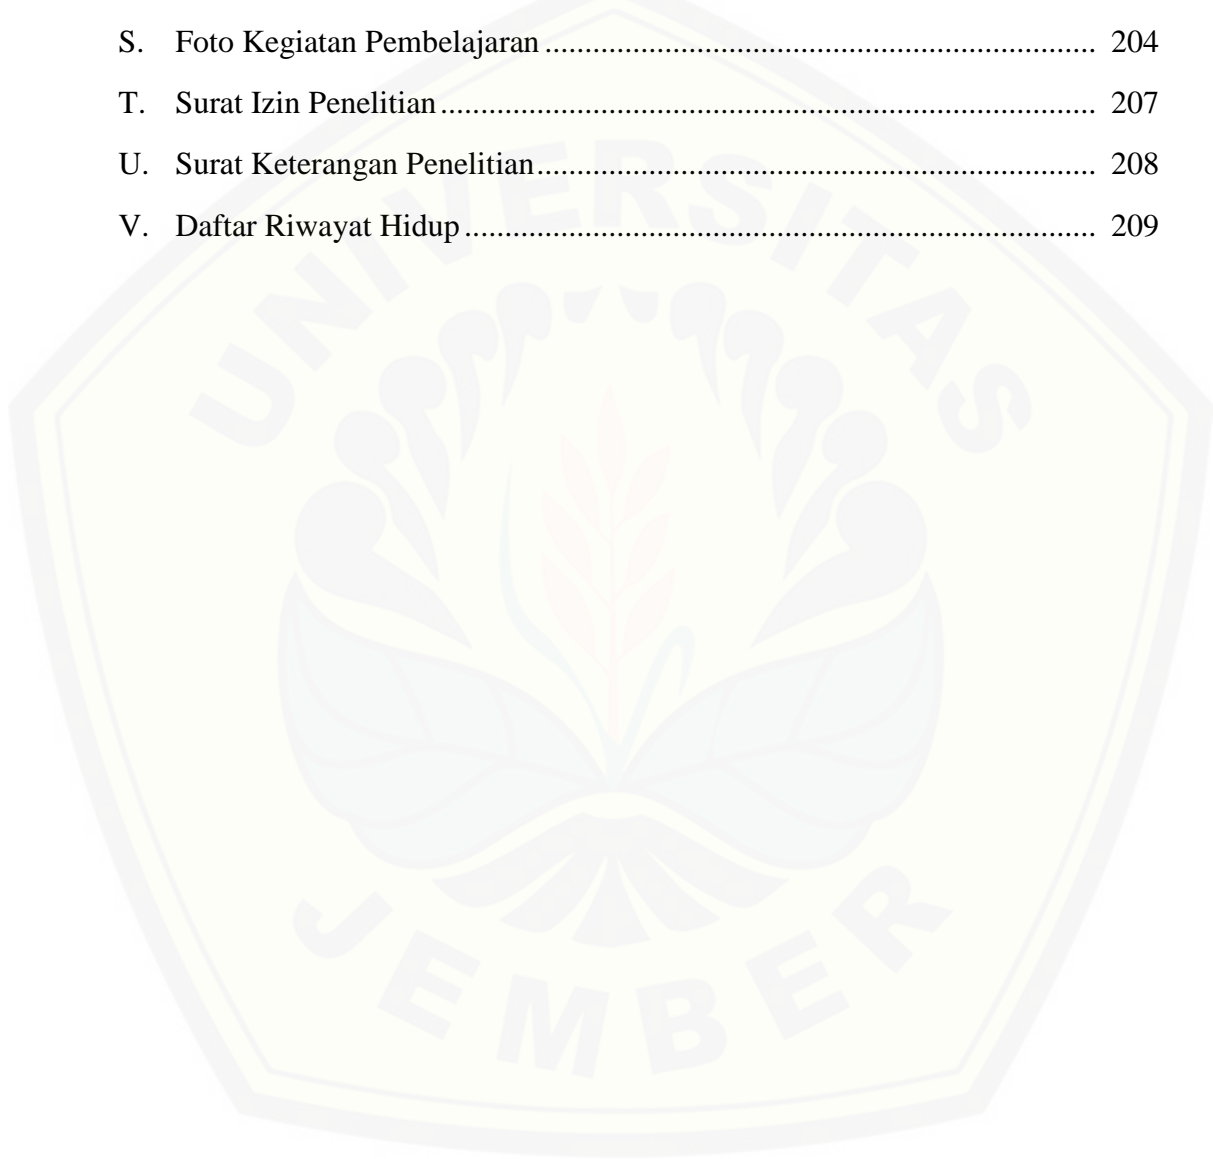 S. Foto Kegiatan Pembelajaran ................................................................... 204
T. Surat Izin Penelitian ................................................................................ 207
U. Surat Keterangan Penelitian.................................................................... 208
V. Daftar Riwayat Hidup ............................................................................. 209
UNIVERSITAS
JEMBER